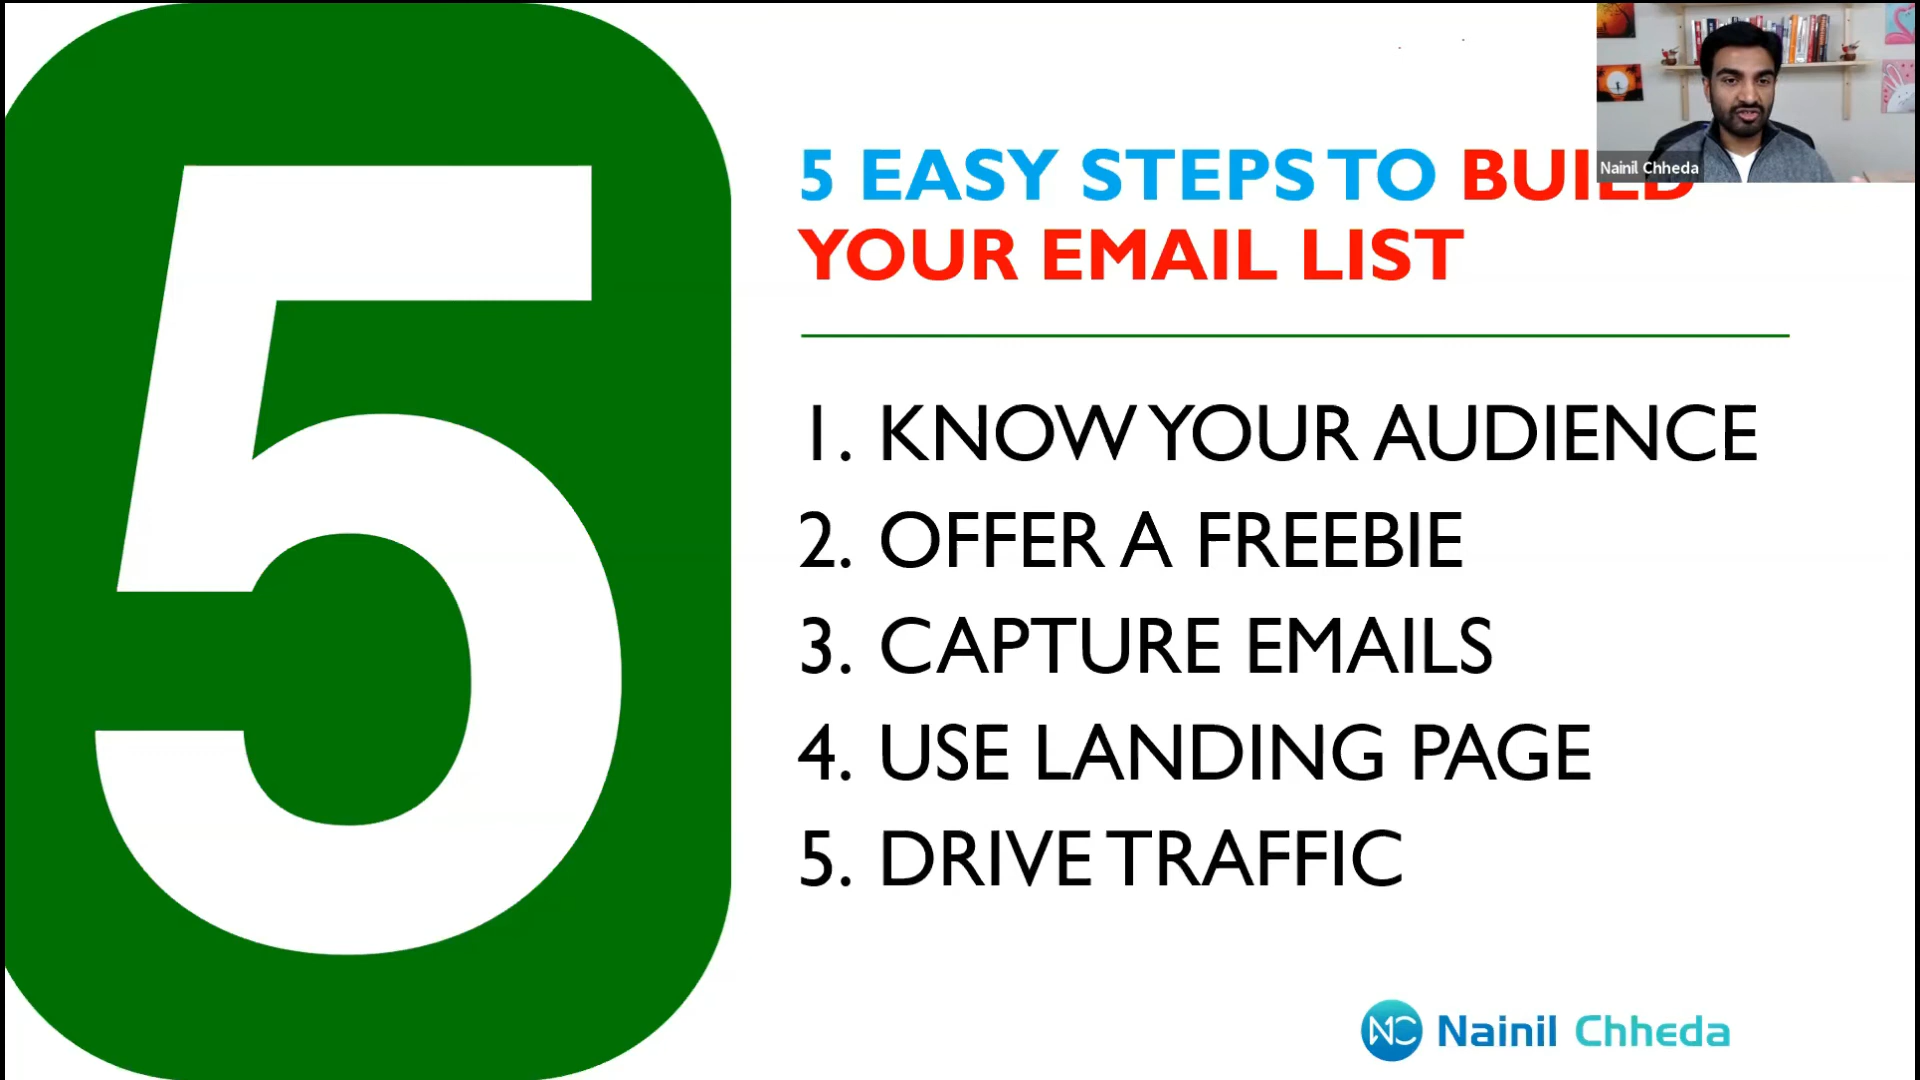 5
5 EASY STEPS TO BUILD
YOUR EMAIL LIST
1. KNOW YOUR AUDIENCE
2. OFFER A FREEBIE
3. CAPTURE EMAILS
4. USE LANDING PAGE
5. DRIVE TRAFFIC
Nainil Chheda
NC Nainil Chheda